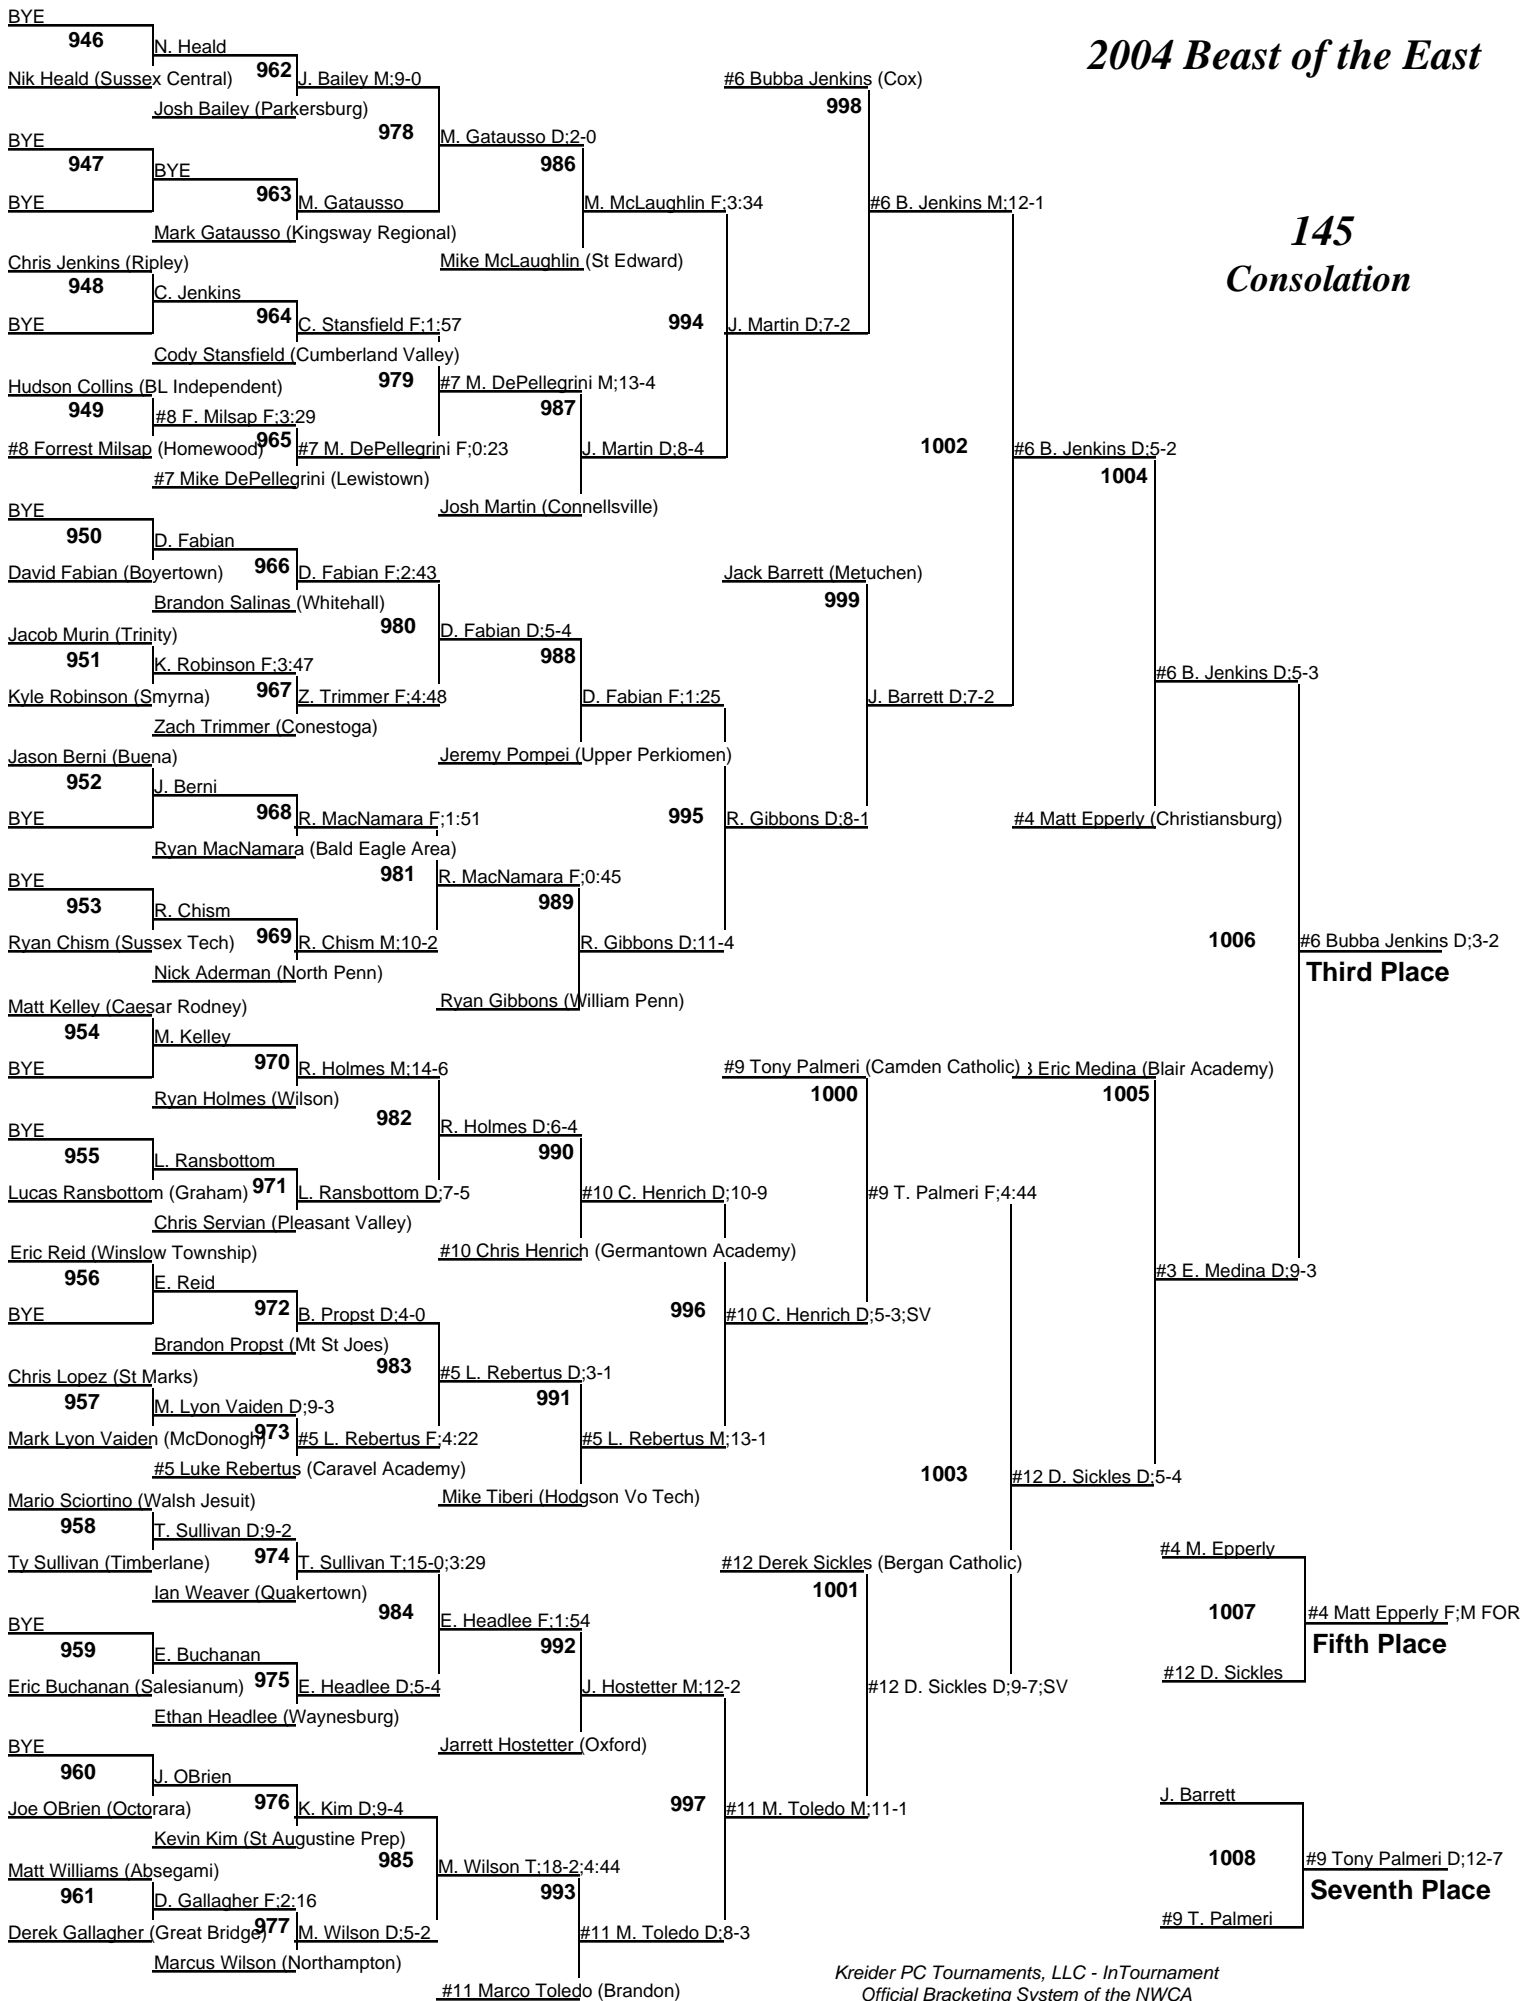 2004 Beast of the East
145
Consolation
BYE
946
Nik Heald (Sussex Central)
BYE
947
BYE
Chris Jenkins (Ripley)
948
BYE
Hudson Collins (BL Independent)
949
#8 Forrest Milsap (Homewood)
BYE
950
David Fabian (Boyertown)
Jacob Murin (Trinity)
951
Kyle Robinson (Smyrna)
Jason Berni (Buena)
952
BYE
BYE
953
Ryan Chism (Sussex Tech)
Matt Kelley (Caesar Rodney)
954
BYE
BYE
955
Lucas Ransbottom (Graham)
Eric Reid (Winslow Township)
956
BYE
Chris Lopez (St Marks)
957
Mark Lyon Vaiden (McDonogh)
Mario Sciortino (Walsh Jesuit)
958
Ty Sullivan (Timberlane)
BYE
959
Eric Buchanan (Salesianum)
BYE
960
Joe OBrien (Octorara)
Matt Williams (Absegami)
961
Derek Gallagher (Great Bridge)
N. Heald
962
Josh Bailey (Parkersburg)
BYE
963
Mark Gatausso (Kingsway Regional)
C. Jenkins
964
Cody Stansfield (Cumberland Valley)
#8 F. Milsap F;3:29
965
#7 Mike DePellegrini (Lewistown)
D. Fabian
966
Brandon Salinas (Whitehall)
K. Robinson F;3:47
967
Zach Trimmer (Conestoga)
J. Berni
968
Ryan MacNamara (Bald Eagle Area)
R. Chism
969
Nick Aderman (North Penn)
M. Kelley
970
Ryan Holmes (Wilson)
L. Ransbottom
971
Chris Servian (Pleasant Valley)
E. Reid
972
Brandon Propst (Mt St Joes)
M. Lyon Vaiden D;9-3
973
#5 Luke Rebertus (Caravel Academy)
T. Sullivan D;9-2
974
Ian Weaver (Quakertown)
E. Buchanan
975
Ethan Headlee (Waynesburg)
J. OBrien
976
Kevin Kim (St Augustine Prep)
D. Gallagher F;2:16
977
Marcus Wilson (Northampton)
J. Bailey M;9-0
978
M. Gatausso
C. Stansfield F;1:57
979
#7 M. DePellegrini F;0:23
D. Fabian F;2:43
980
Z. Trimmer F;4:48
R. MacNamara F;1:51
981
R. Chism M;10-2
R. Holmes M;14-6
982
L. Ransbottom D;7-5
B. Propst D;4-0
983
#5 L. Rebertus F;4:22
T. Sullivan T;15-0;3:29
984
E. Headlee D;5-4
K. Kim D;9-4
985
M. Wilson D;5-2
M. Gatausso D;2-0
986
Mike McLaughlin (St Edward)
#7 M. DePellegrini M;13-4
987
Josh Martin (Connellsville)
D. Fabian D;5-4
988
Jeremy Pompei (Upper Perkiomen)
R. MacNamara F;0:45
989
Ryan Gibbons (William Penn)
R. Holmes D;6-4
990
#10 Chris Henrich (Germantown Academy)
#5 L. Rebertus D;3-1
991
Mike Tiberi (Hodgson Vo Tech)
E. Headlee F;1:54
992
Jarrett Hostetter (Oxford)
M. Wilson T;18-2;4:44
993
#11 Marco Toledo (Brandon)
M. McLaughlin F;3:34
994
J. Martin D;8-4
D. Fabian F;1:25
995
R. Gibbons D;11-4
#10 C. Henrich D;10-9
996
#5 L. Rebertus M;13-1
J. Hostetter M;12-2
997
#11 M. Toledo D;8-3
#6 Bubba Jenkins (Cox)
998
J. Martin D;7-2
Jack Barrett (Metuchen)
999
R. Gibbons D;8-1
#9 Tony Palmeri (Camden Catholic)
1000
#10 C. Henrich D;5-3;SV
#12 Derek Sickles (Bergan Catholic)
1001
#11 M. Toledo M;11-1
#6 B. Jenkins M;12-1
1002
J. Barrett D;7-2
#9 T. Palmeri F;4:44
1003
#12 D. Sickles D;9-7;SV
#6 B. Jenkins D;5-2
1004
#4 Matt Epperly (Christiansburg)
Eric Medina (Blair Academy)
1005
#12 D. Sickles D;5-4
#6 B. Jenkins D;5-3
1006
#3 E. Medina D;9-3
#6 Bubba Jenkins D;3-2
Third Place
#4 M. Epperly
1007
#12 D. Sickles
#4 Matt Epperly F;M FOR
Fifth Place
J. Barrett
1008
#9 T. Palmeri
#9 Tony Palmeri D;12-7
Seventh Place
Kreider PC Tournaments, LLC - InTournament
Official Bracketing System of the NWCA